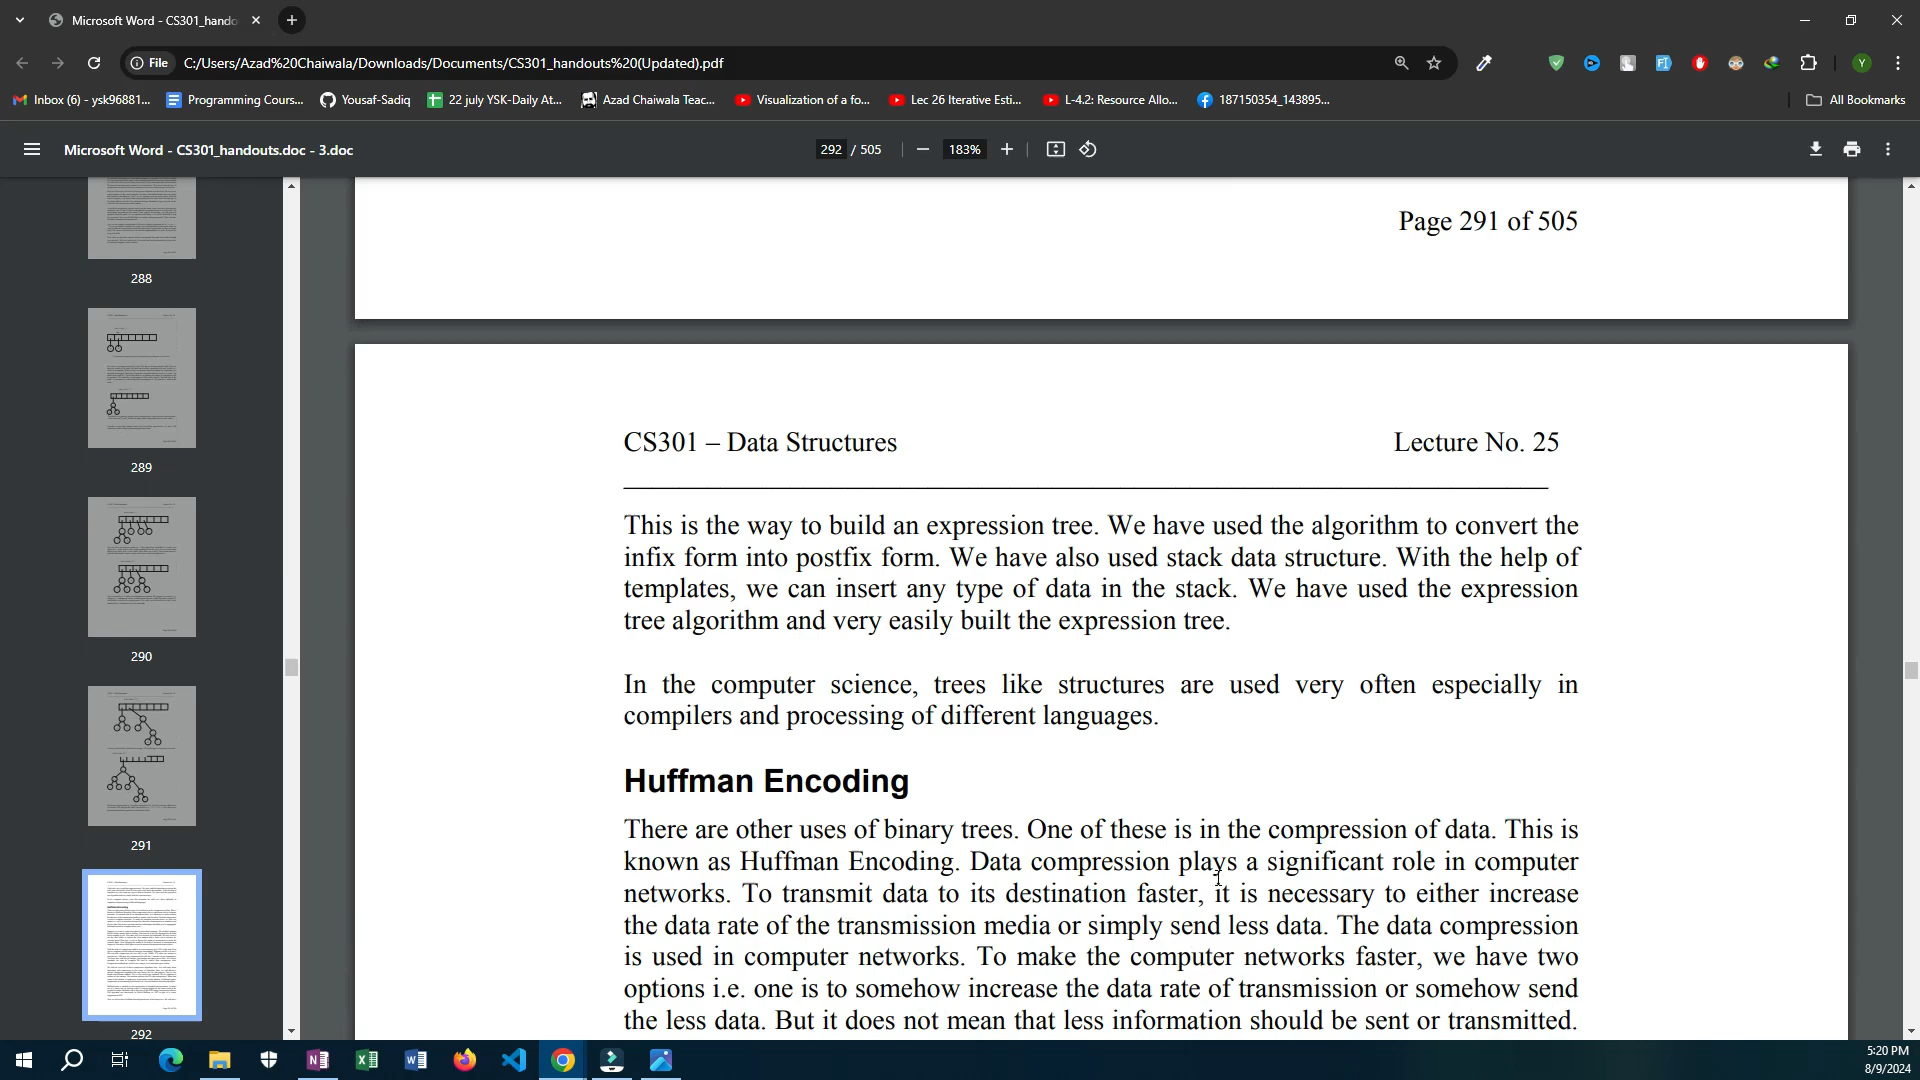 Microsoft Word - CS301_hando
File
C:/Users/Azad%20Chaiwala/Downloads/Documents/CS301_handouts%20(Updated).pdf
Y
Inbox (6) - ysk96881...
Programming Cours...
Yousaf-Sadiq
22 july YSK-Daily At...
Azad Chaiwala Teac...
Visualization of a fo...
Lec 26 Iterative Esti...
L-4.2: Resource Allo...
187150354_143895...
All Bookmarks
Microsoft Word - CS301_handouts.doc - 3.doc
292 / 505
183%
288
289
290
291
292
Page 291 of 505
CS301 – Data Structures
Lecture No. 25
This is the way to build an expression tree. We have used the algorithm to convert the
infix form into postfix form. We have also used stack data structure. With the help of
templates, we can insert any type of data in the stack. We have used the expression
tree algorithm and very easily built the expression tree.
In the computer science, trees like structures are used very often especially in
compilers and processing of different languages.
Huffman Encoding
There are other uses of binary trees. One of these is in the compression of data. This is
known as Huffman Encoding. Data compression plays a significant role in computer
networks. To transmit data to its destination faster, it is necessary to either increase
the data rate of the transmission media or simply send less data. The data compression
is used in computer networks. To make the computer networks faster, we have two
options i.e. one is to somehow increase the data rate of transmission or somehow send
the less data. But it does not mean that less information should be sent or transmitted.
5:20 PM
8/9/2024